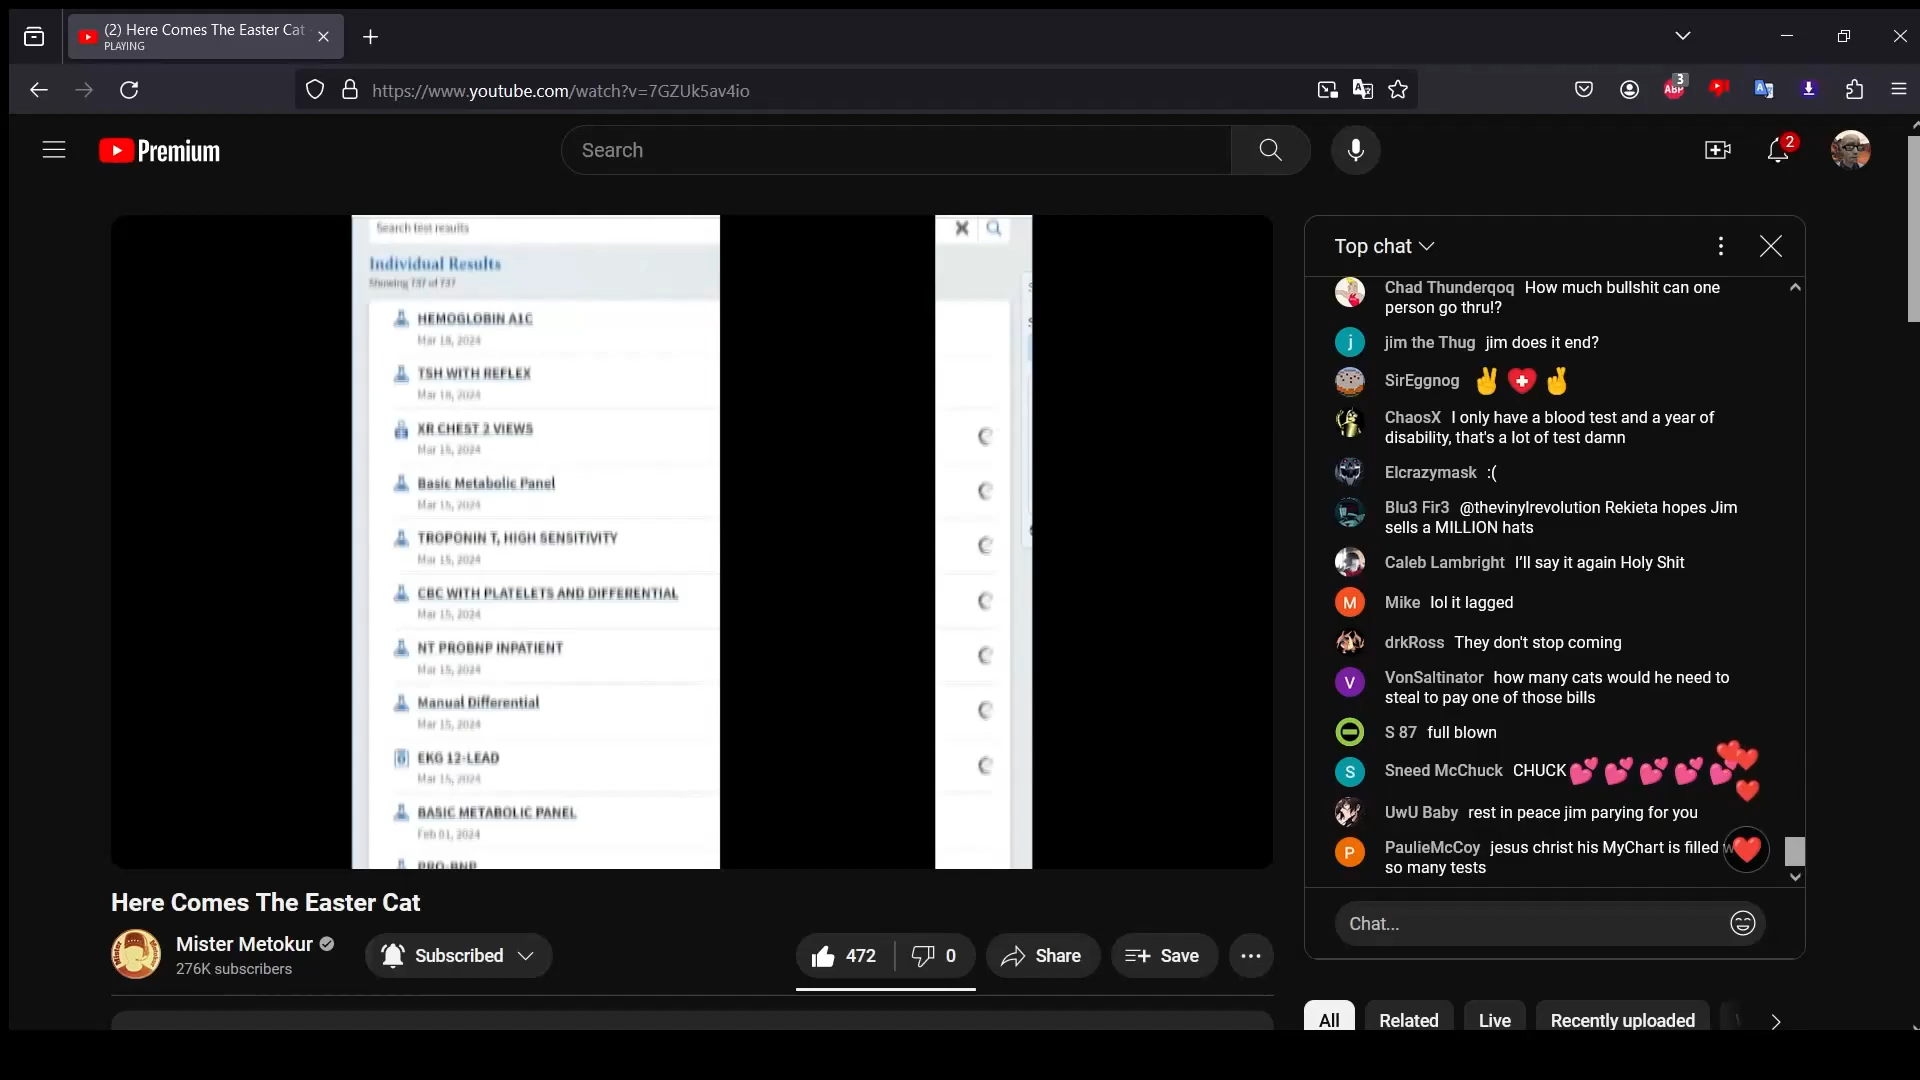 (2) Here Comes The Easter Cat
PLAYING
https://www.youtube.com/watch?v=7GZUk5av4io
3
ABP
Premium
Search
2
Search test results
Individual Results
Showing 737 of 737
HEMOGLOBIN A1C
Mar 18, 2024
TSH WITH REFLEX
Mar 18, 2024
XR CHEST 2 VIEWS
Mar 15, 2024
Basic Metabolic Panel
Mar 15, 2024
TROPONIN T, HIGH SENSITIVITY
Mar 15, 2024
CBC WITH PLATELETS AND DIFFERENTIAL
Mar 15, 2024
NT PROBNP INPATIENT
Mar 15, 2024
Manual Differential
Mar 15, 2024
EKG 12-LEAD
Mar 15, 2024
BASIC METABOLIC PANEL
Feb 01, 2024
PRO-BNP
Here Comes The Easter Cat
Mister Metokur
276K subscribers
Subscribed
472
0
Share
Save
Top chat
Chad Thunderqoq How much bullshit can one
person go thru!?
j
jim the Thug jim does it end?
SirEggnog ✌️ ⛑️ 🤞
ChaosX I only have a blood test and a year of
disability, that's a lot of test damn
Elcrazymask :(
Blu3 Fir3 @thevinylrevolution Rekieta hopes Jim
sells a MILLION hats
Caleb Lambright I'll say it again Holy Shit
M
Mike lol it lagged
drkRoss They don't stop coming
V
VonSaltinator how many cats would he need to
steal to pay one of those bills
S 87 full blown
S
Sneed McChuck CHUCK💕💕💕💕💕
UwU Baby rest in peace jim parying for you
P
PaulieMcCoy jesus christ his MyChart is filled
so many tests
Chat...
All
Related
Live
Recently uploaded